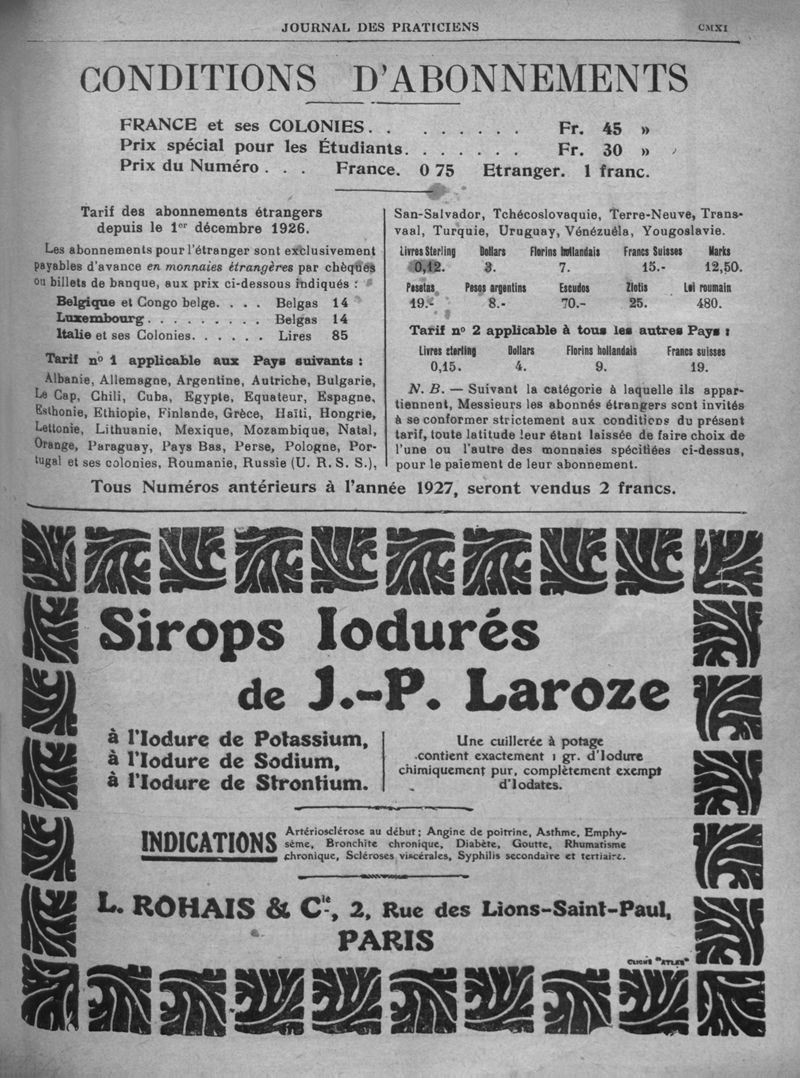 JOURNAL DES PRATICIENS CMXI
CONDITIONS D'ABONNEMENTS
FRANCE et ses COLONIES. . . . . . . . . Fr. 45 »
Prix spécial pour les Étudiants. . . . . . . Fr. 30 »
Prix du Numéro . . . France. 0 75 Etranger. 1 franc.
Tarif des abonnements étrangers
depuis le 1er décembre 1926.
Les abonnements pour l'étranger sont exclusivement
payables d'avance en monnaies étrangères par chèques
ou billets de banque, aux prix ci-dessous indiqués :
Belgique et Congo belge. . . . Belgas 14
Luxembourg . . . . . . . . . Belgas 14
Italie et ses Colonies. . . . . . Lires 85
Tarif nº 1 applicable aux Pays suivants :
Albanie, Allemagne, Argentine, Autriche, Bulgarie,
Le Cap, Chili, Cuba, Egypte, Equateur, Espagne,
Esthonie, Ethiopie, Finlande, Grèce, Haïti, Hongrie,
Lettonie, Lithuanie, Mexique, Mozambique, Natal,
Orange, Paraguay, Pays Bas, Perse, Pologne, Por-
tugal et ses colonies, Roumanie, Russie (U. R. S. S.),
San-Salvador, Tchécoslovaquie, Terre-Neuve, Trans-
vaal, Turquie, Uruguay, Vénézuéla, Yougoslavie.
Livres Sterling Dollars Florins hollandais Francs Suisses Marks
0,12. 3. 7. 15.- 12,50.
Pesetas Pesos argentins Escudos Zlotis Lei roumain
19.- 8.- 70.- 25. 480.
Tarif nº 2 applicable à tous les autres Pays :
Livres sterling Dollars Florins hollandais Francs suisses
0,15. 4. 9. 19.
N. B. — Suivant la catégorie à laquelle ils appar-
tiennent, Messieurs les abonnés étrangers sont invités
à se conformer strictement aux conditions du présent
tarif, toute latitude leur étant laissée de faire choix de
l'une ou l'autre des monnaies spécifiées ci-dessus,
pour le paiement de leur abonnement.
Tous Numéros antérieurs à l'année 1927, seront vendus 2 francs.
Sirops Iodurés
de J.-P. Laroze
à l'Iodure de Potassium,
à l'Iodure de Sodium,
à l'Iodure de Strontium.
Une cuillerée à potage
contient exactement 1 gr. d'Iodure
chimiquement pur, complètement exempt
d'Iodates.
INDICATIONS
Artériosclérose au début ; Angine de poitrine, Asthme, Emphy-
sème, Bronchite chronique, Diabète, Goutte, Rhumatisme
chronique, Scléroses viscérales, Syphilis secondaire et tertiaire.
L. ROHAIS & Cie, 2, Rue des Lions-Saint-Paul,
PARIS
CLICHÉ "ATLAS"